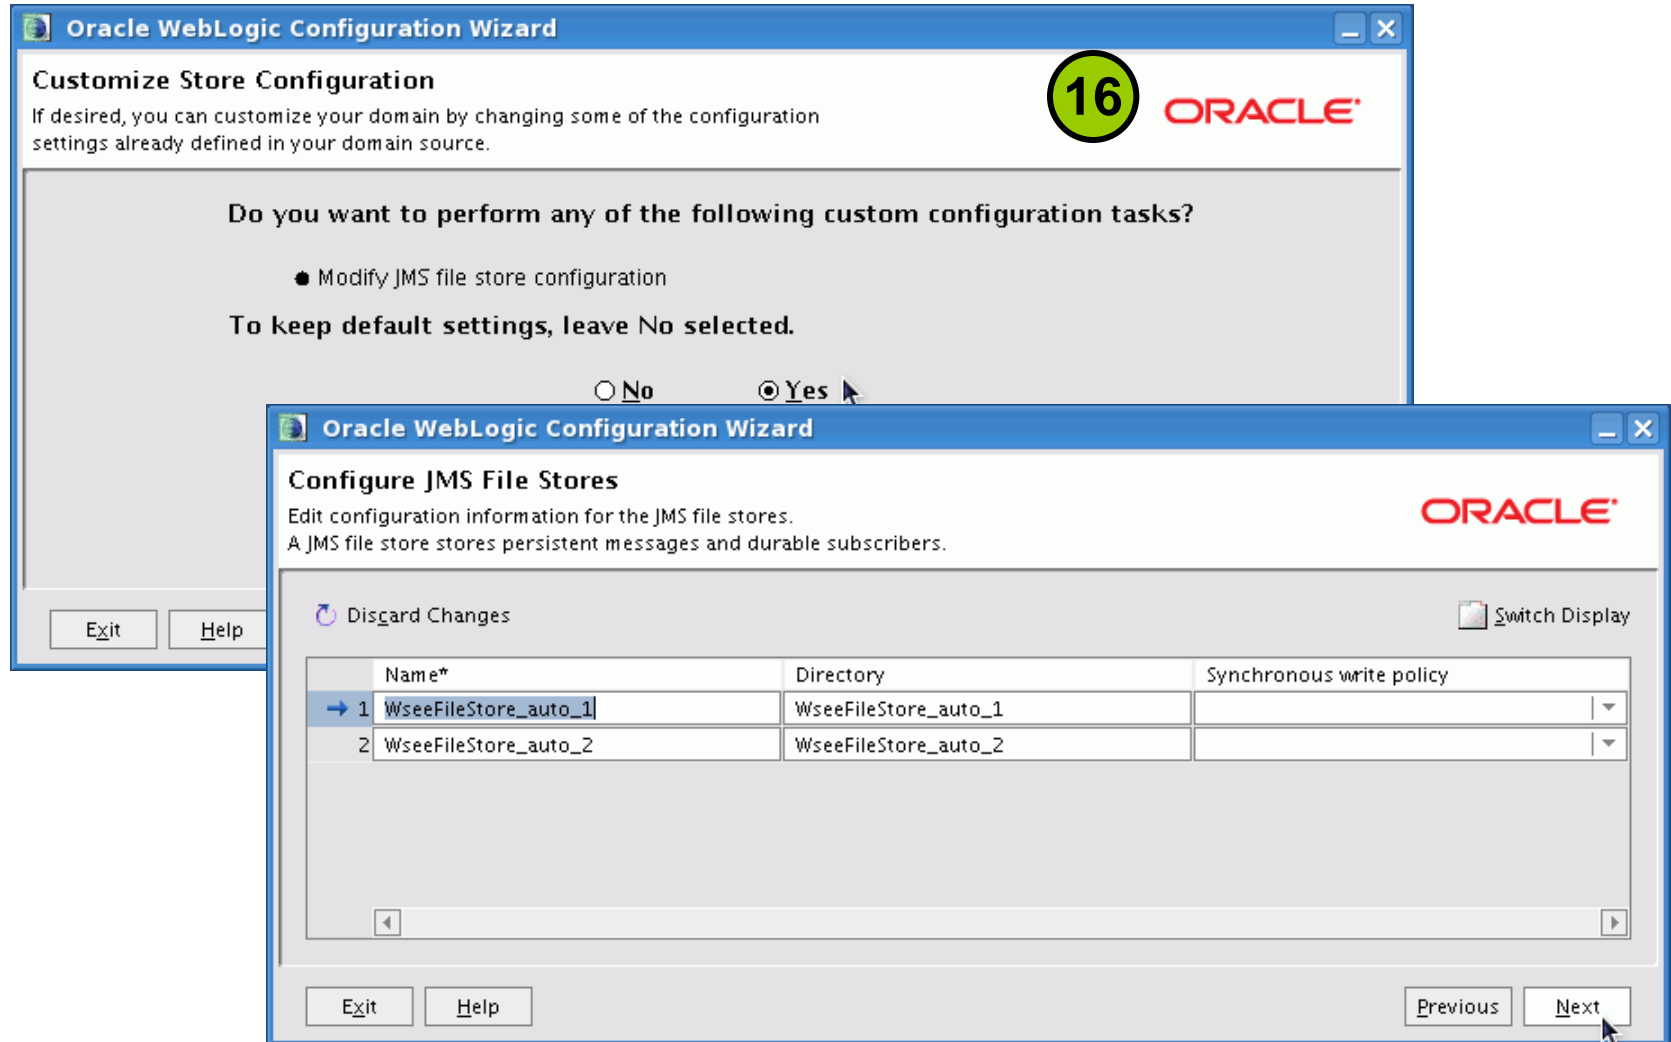 Oracle WebLogic Configuration Wizard
Customize Store Configuration
If desired, you can customize your domain by changing some of the configuration
settings already defined in your domain source.
16
ORACLE
Do you want to perform any of the following custom configuration tasks?
Modify JMS file store configuration
To keep default settings, leave No selected.
No Yes
Exit Help
Oracle WebLogic Configuration Wizard
Configure JMS File Stores
Edit configuration information for the JMS file stores.
A JMS file store stores persistent messages and durable subscribers.
ORACLE
Discard Changes Switch Display
Name* Directory Synchronous write policy
1 WseeFileStore_auto_1 WseeFileStore_auto_1
2 WseeFileStore_auto_2 WseeFileStore_auto_2
Exit Help Previous Next